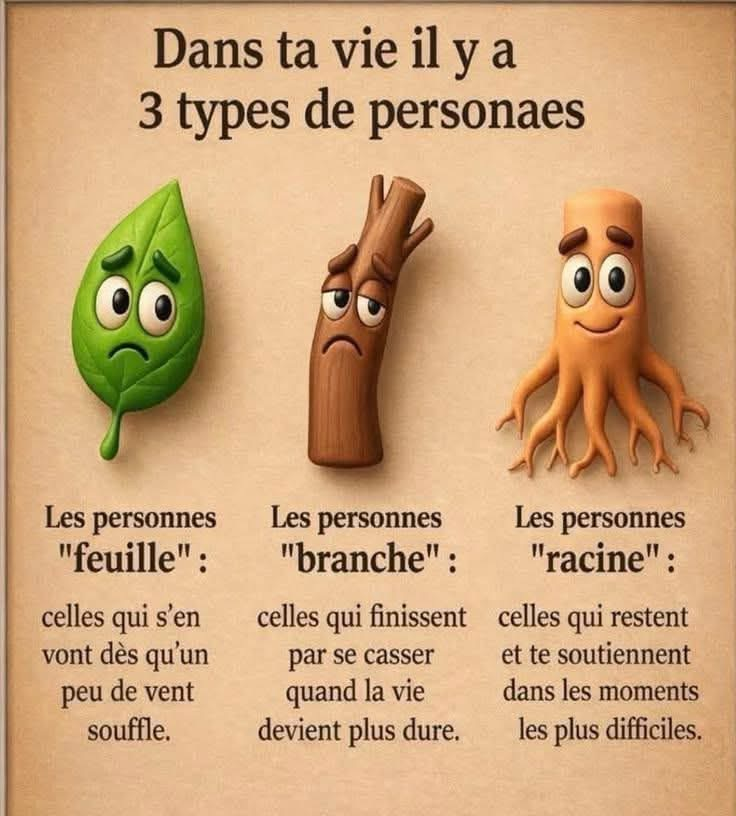 Dans ta vie il y a
3 types de personaes
Les personnes
"feuille" :
celles qui s'en
vont dès qu'un
peu de vent
souffle.
Les personnes
"branche" :
celles qui finissent
par se casser
quand la vie
devient plus dure.
Les personnes
"racine" :
celles qui restent
et te soutiennent
dans les moments
les plus difficiles.